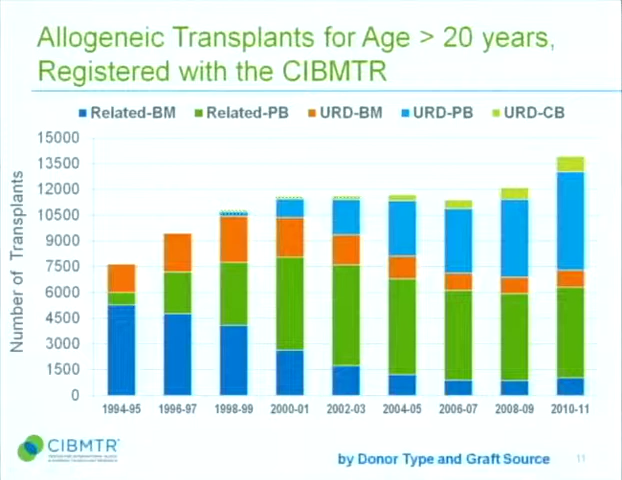 Allogeneic Transplants for Age > 20 years,
Registered with the CIBMTR
Related-BM Related-PB URD-BM URD-PB URD-CB
Number of Transplants
15000
13500
12000
10500
9000
7500
6000
4500
3000
1500
0
1994-95 1996-97 1998-99 2000-01 2002-03 2004-05 2006-07 2008-09 2010-11
CIBMTR
by Donor Type and Graft Source 11